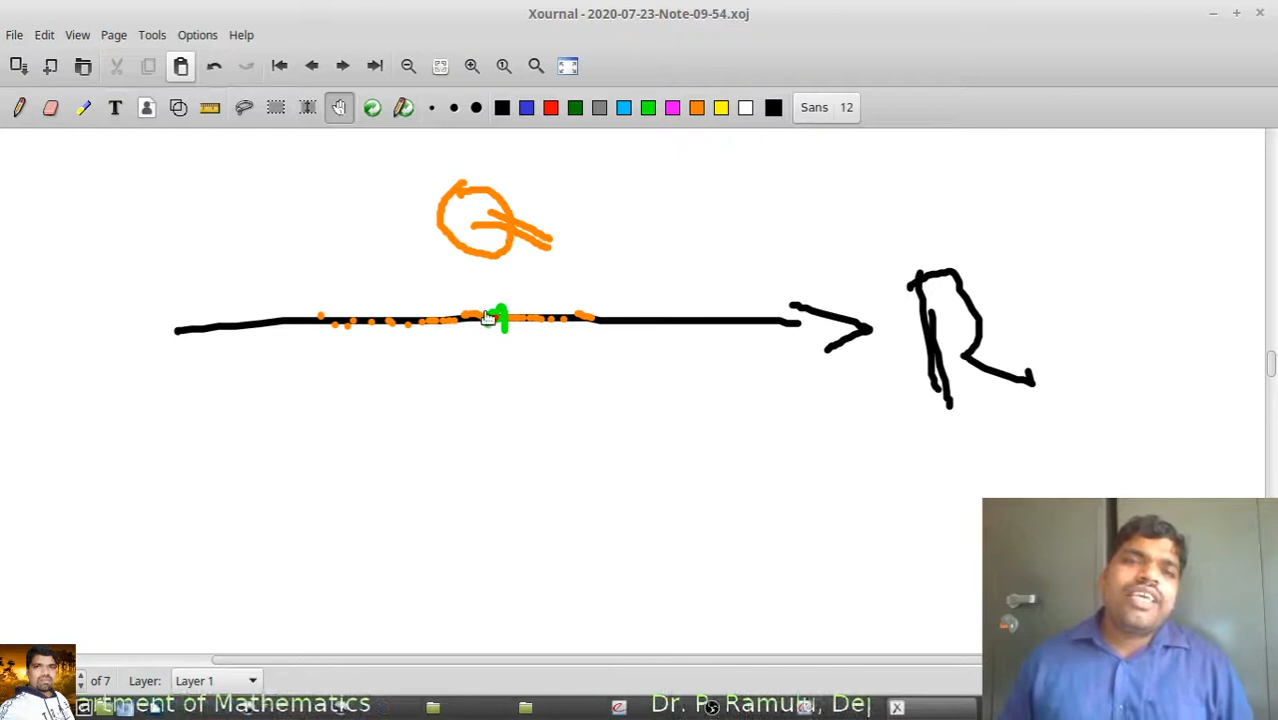 Xournal - 2020-07-23-Note-09-54.xoj
File Edit View Page Tools Options Help
Sans 12
Q
R
of 7 Layer: Layer 1
artment of Mathematics Dr. P. Ramulu, De